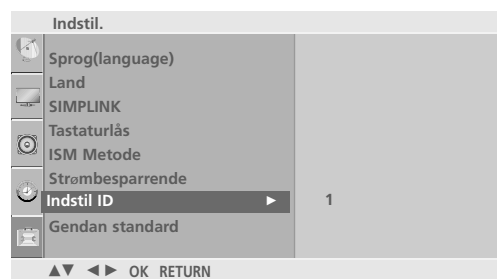 Indstil.
Sprog(language)
Land
SIMPLINK
Tastaturlås
ISM Metode
Strømbesparrende
Indstil ID ► 1
Gendan standard
▲▼ ◄► OK RETURN